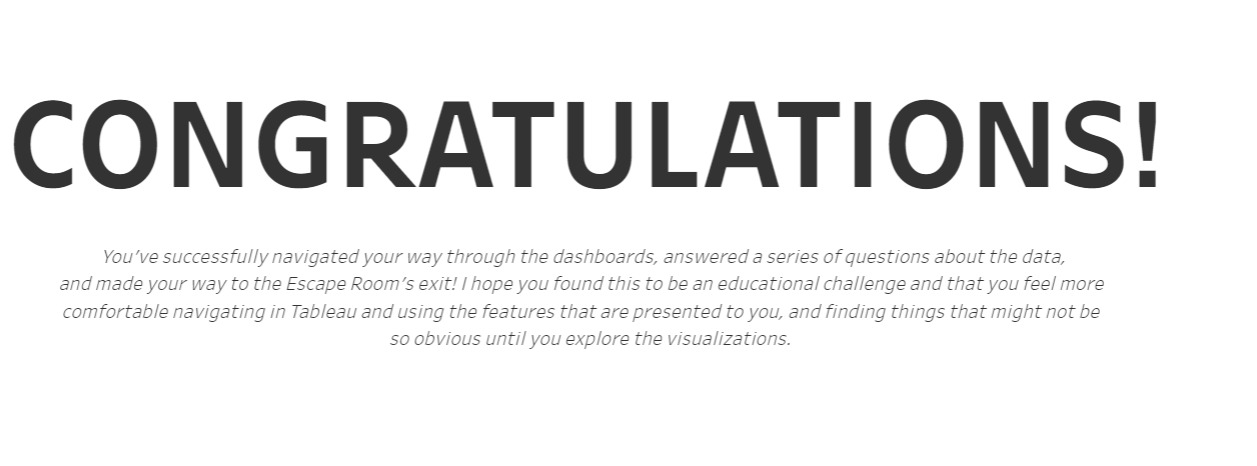 CONGRATULATIONS!
You’ve successfully navigated your way through the dashboards, answered a series of questions about the data,
and made your way to the Escape Room’s exit! I hope you found this to be an educational challenge and that you feel more
comfortable navigating in Tableau and using the features that are presented to you, and finding things that might not be
so obvious until you explore the visualizations.